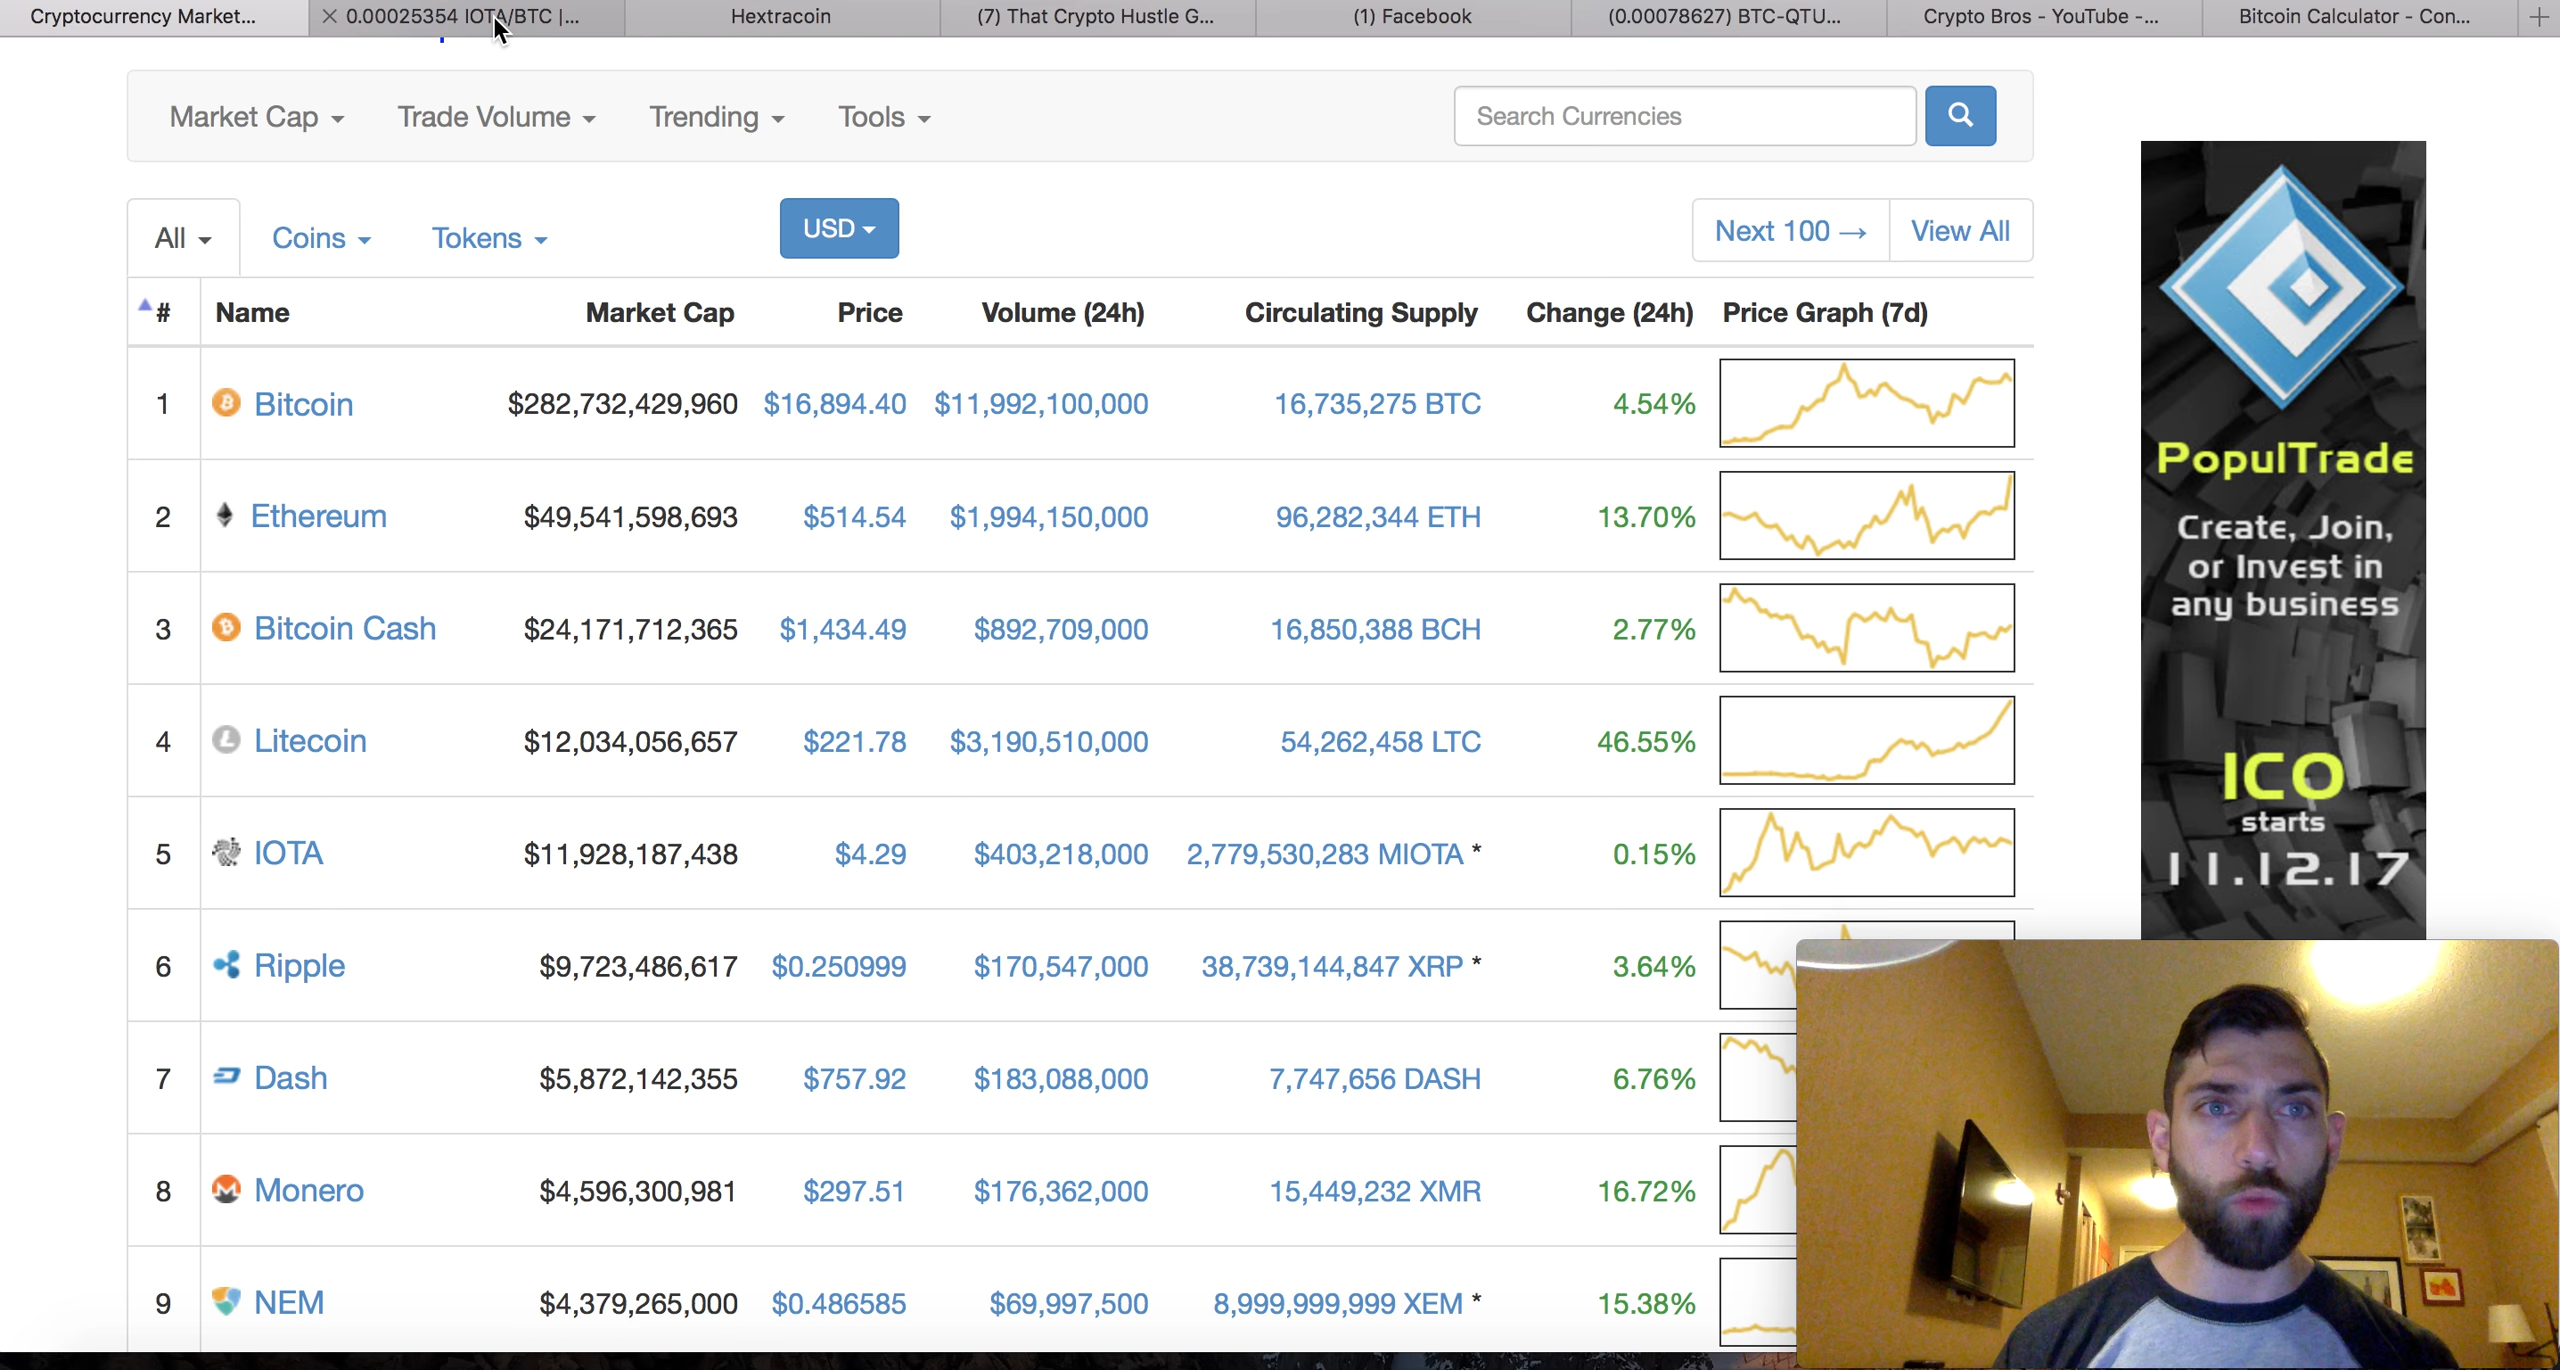 Cryptocurrency Market... 0.00025354 IOTA/BTC |... Hextracoin (7) That Crypto Hustle G... (1) Facebook (0.00078627) BTC-QTU... Crypto Bros - YouTube -... Bitcoin Calculator - Con...
Market Cap Trade Volume Trending Tools Search Currencies
All Coins Tokens USD Next 100 → View All
# Name Market Cap Price Volume (24h) Circulating Supply Change (24h) Price Graph (7d)
1 Bitcoin $282,732,429,960 $16,894.40 $11,992,100,000 16,735,275 BTC 4.54%
2 Ethereum $49,541,598,693 $514.54 $1,994,150,000 96,282,344 ETH 13.70%
3 Bitcoin Cash $24,171,712,365 $1,434.49 $892,709,000 16,850,388 BCH 2.77%
4 Litecoin $12,034,056,657 $221.78 $3,190,510,000 54,262,458 LTC 46.55%
5 IOTA $11,928,187,438 $4.29 $403,218,000 2,779,530,283 MIOTA * 0.15%
6 Ripple $9,723,486,617 $0.250999 $170,547,000 38,739,144,847 XRP * 3.64%
7 Dash $5,872,142,355 $757.92 $183,088,000 7,747,656 DASH 6.76%
8 Monero $4,596,300,981 $297.51 $176,362,000 15,449,232 XMR 16.72%
9 NEM $4,379,265,000 $0.486585 $69,997,500 8,999,999,999 XEM * 15.38%
PopulTrade
Create, Join,
or Invest in
any business
ICO
starts
11.12.17